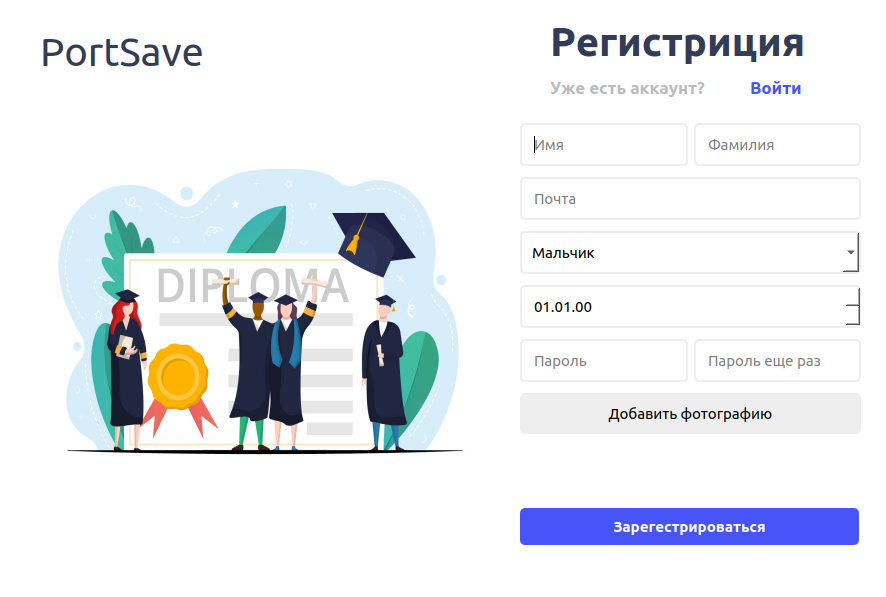 PortSave
Регистриция
Уже есть аккаунт? Войти
Имя Фамилия
Почта
Мальчик
01.01.00
Пароль Пароль еще раз
Добавить фотографию
Зарегестрироваться
DIPLOMA